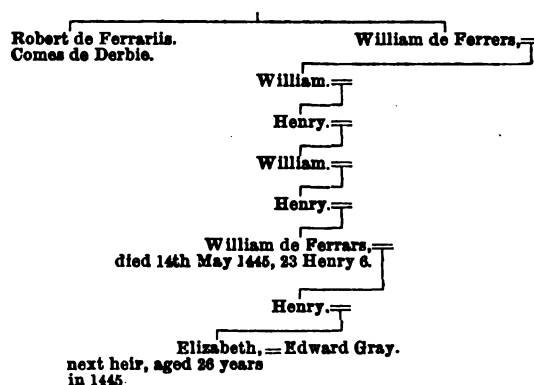 Robert de Ferrariis.
Comes de Derbie.
William de Ferrers, =
William. =
Henry. =
William. =
Henry. =
William de Ferrars, =
died 14th May 1445, 23 Henry 6.
Henry. =
Elizabeth, = Edward Gray.
next heir, aged 26 years
in 1445.